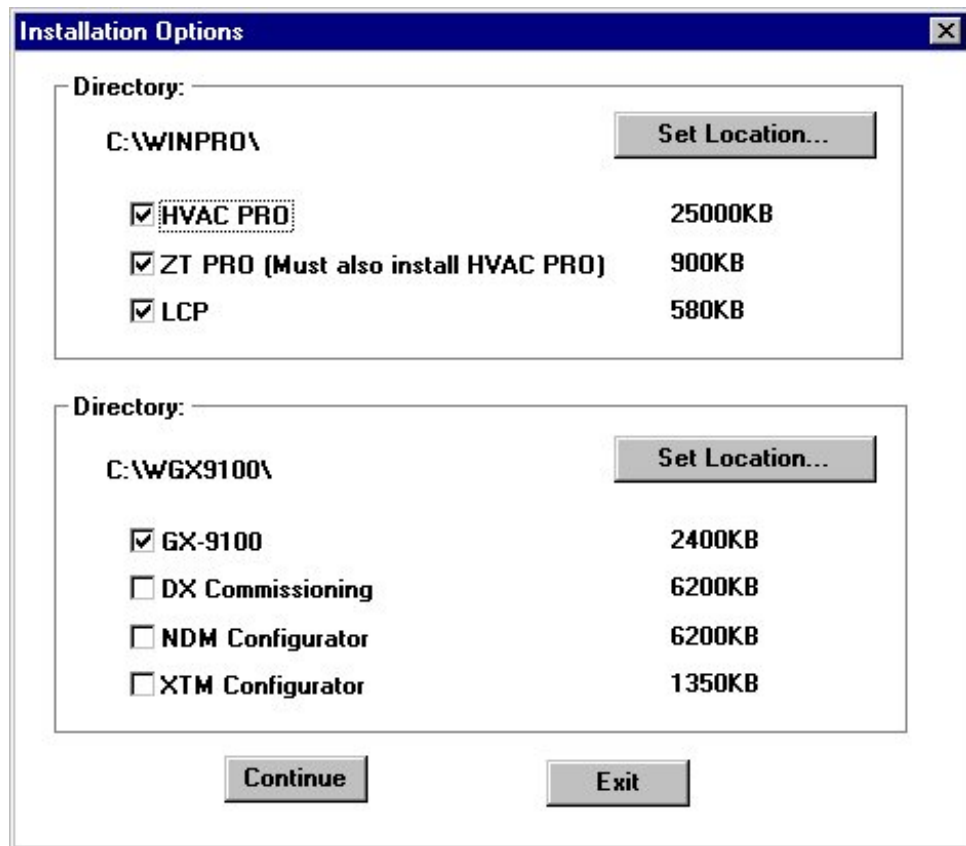 Installation Options
Directory:
C:\WINPRO\
Set Location...
HVAC PRO 25000KB
ZT PRO (Must also install HVAC PRO) 900KB
LCP 580KB
Directory:
C:\WGX9100\
Set Location...
GX-9100 2400KB
DX Commissioning 6200KB
NDM Configurator 6200KB
XTM Configurator 1350KB
Continue Exit